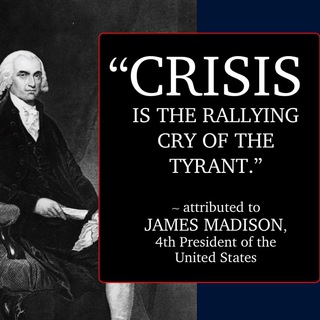 “CRISIS
IS THE RALLYING
CRY OF THE
TYRANT.”
~ attributed to
JAMES MADISON,
4th President of the
United States